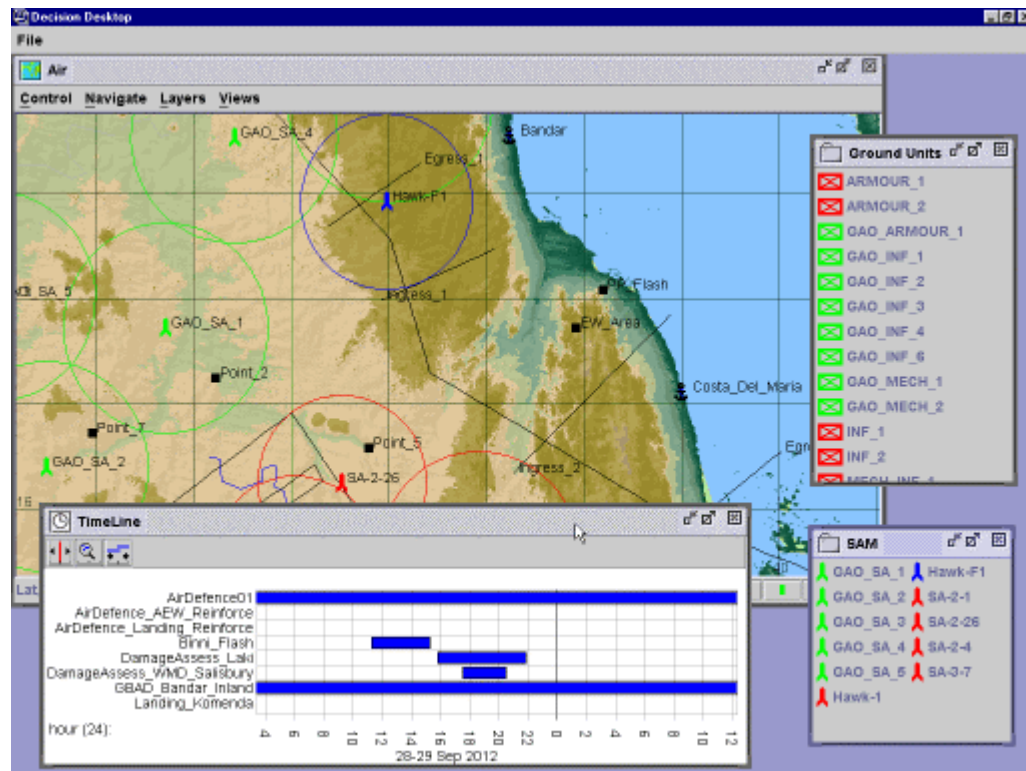 Decision Desktop
File
Air
Control Navigate Layers Views
GAO_SA_4
Bandar
Egress_1
Hawk-F1
Ingress_1
Flash
GAO_SA_1
EW_Area
Point_2
Costa_Del_Maria
Point_7
Point_5
Egn
GAO_SA_2
Ingress_2
SA-2-26
16
Lat
Ground Units
ARMOUR_1
ARMOUR_2
GAO_ARMOUR_1
GAO_INF_1
GAO_INF_2
GAO_INF_3
GAO_INF_4
GAO_INF_6
GAO_MECH_1
GAO_MECH_2
INF_1
INF_2
MECH_INF_1
TimeLine
AirDefence01
AirDefence_AEW_Reinforce
AirDefence_Landing_Reinforce
Binni_Flash
DamageAssess_Laki
DamageAssess_WMD_Salisbury
GBAD_Bandar_Inland
Landing_Komenda
hour (24):
4 6 8 10 12 14 16 18 20 22 0 2 4 6 8 10 12
28-29 Sep 2012
SAM
GAO_SA_1 Hawk-F1
GAO_SA_2 SA-2-1
GAO_SA_3 SA-2-26
GAO_SA_4 SA-2-4
GAO_SA_5 SA-3-7
Hawk-1